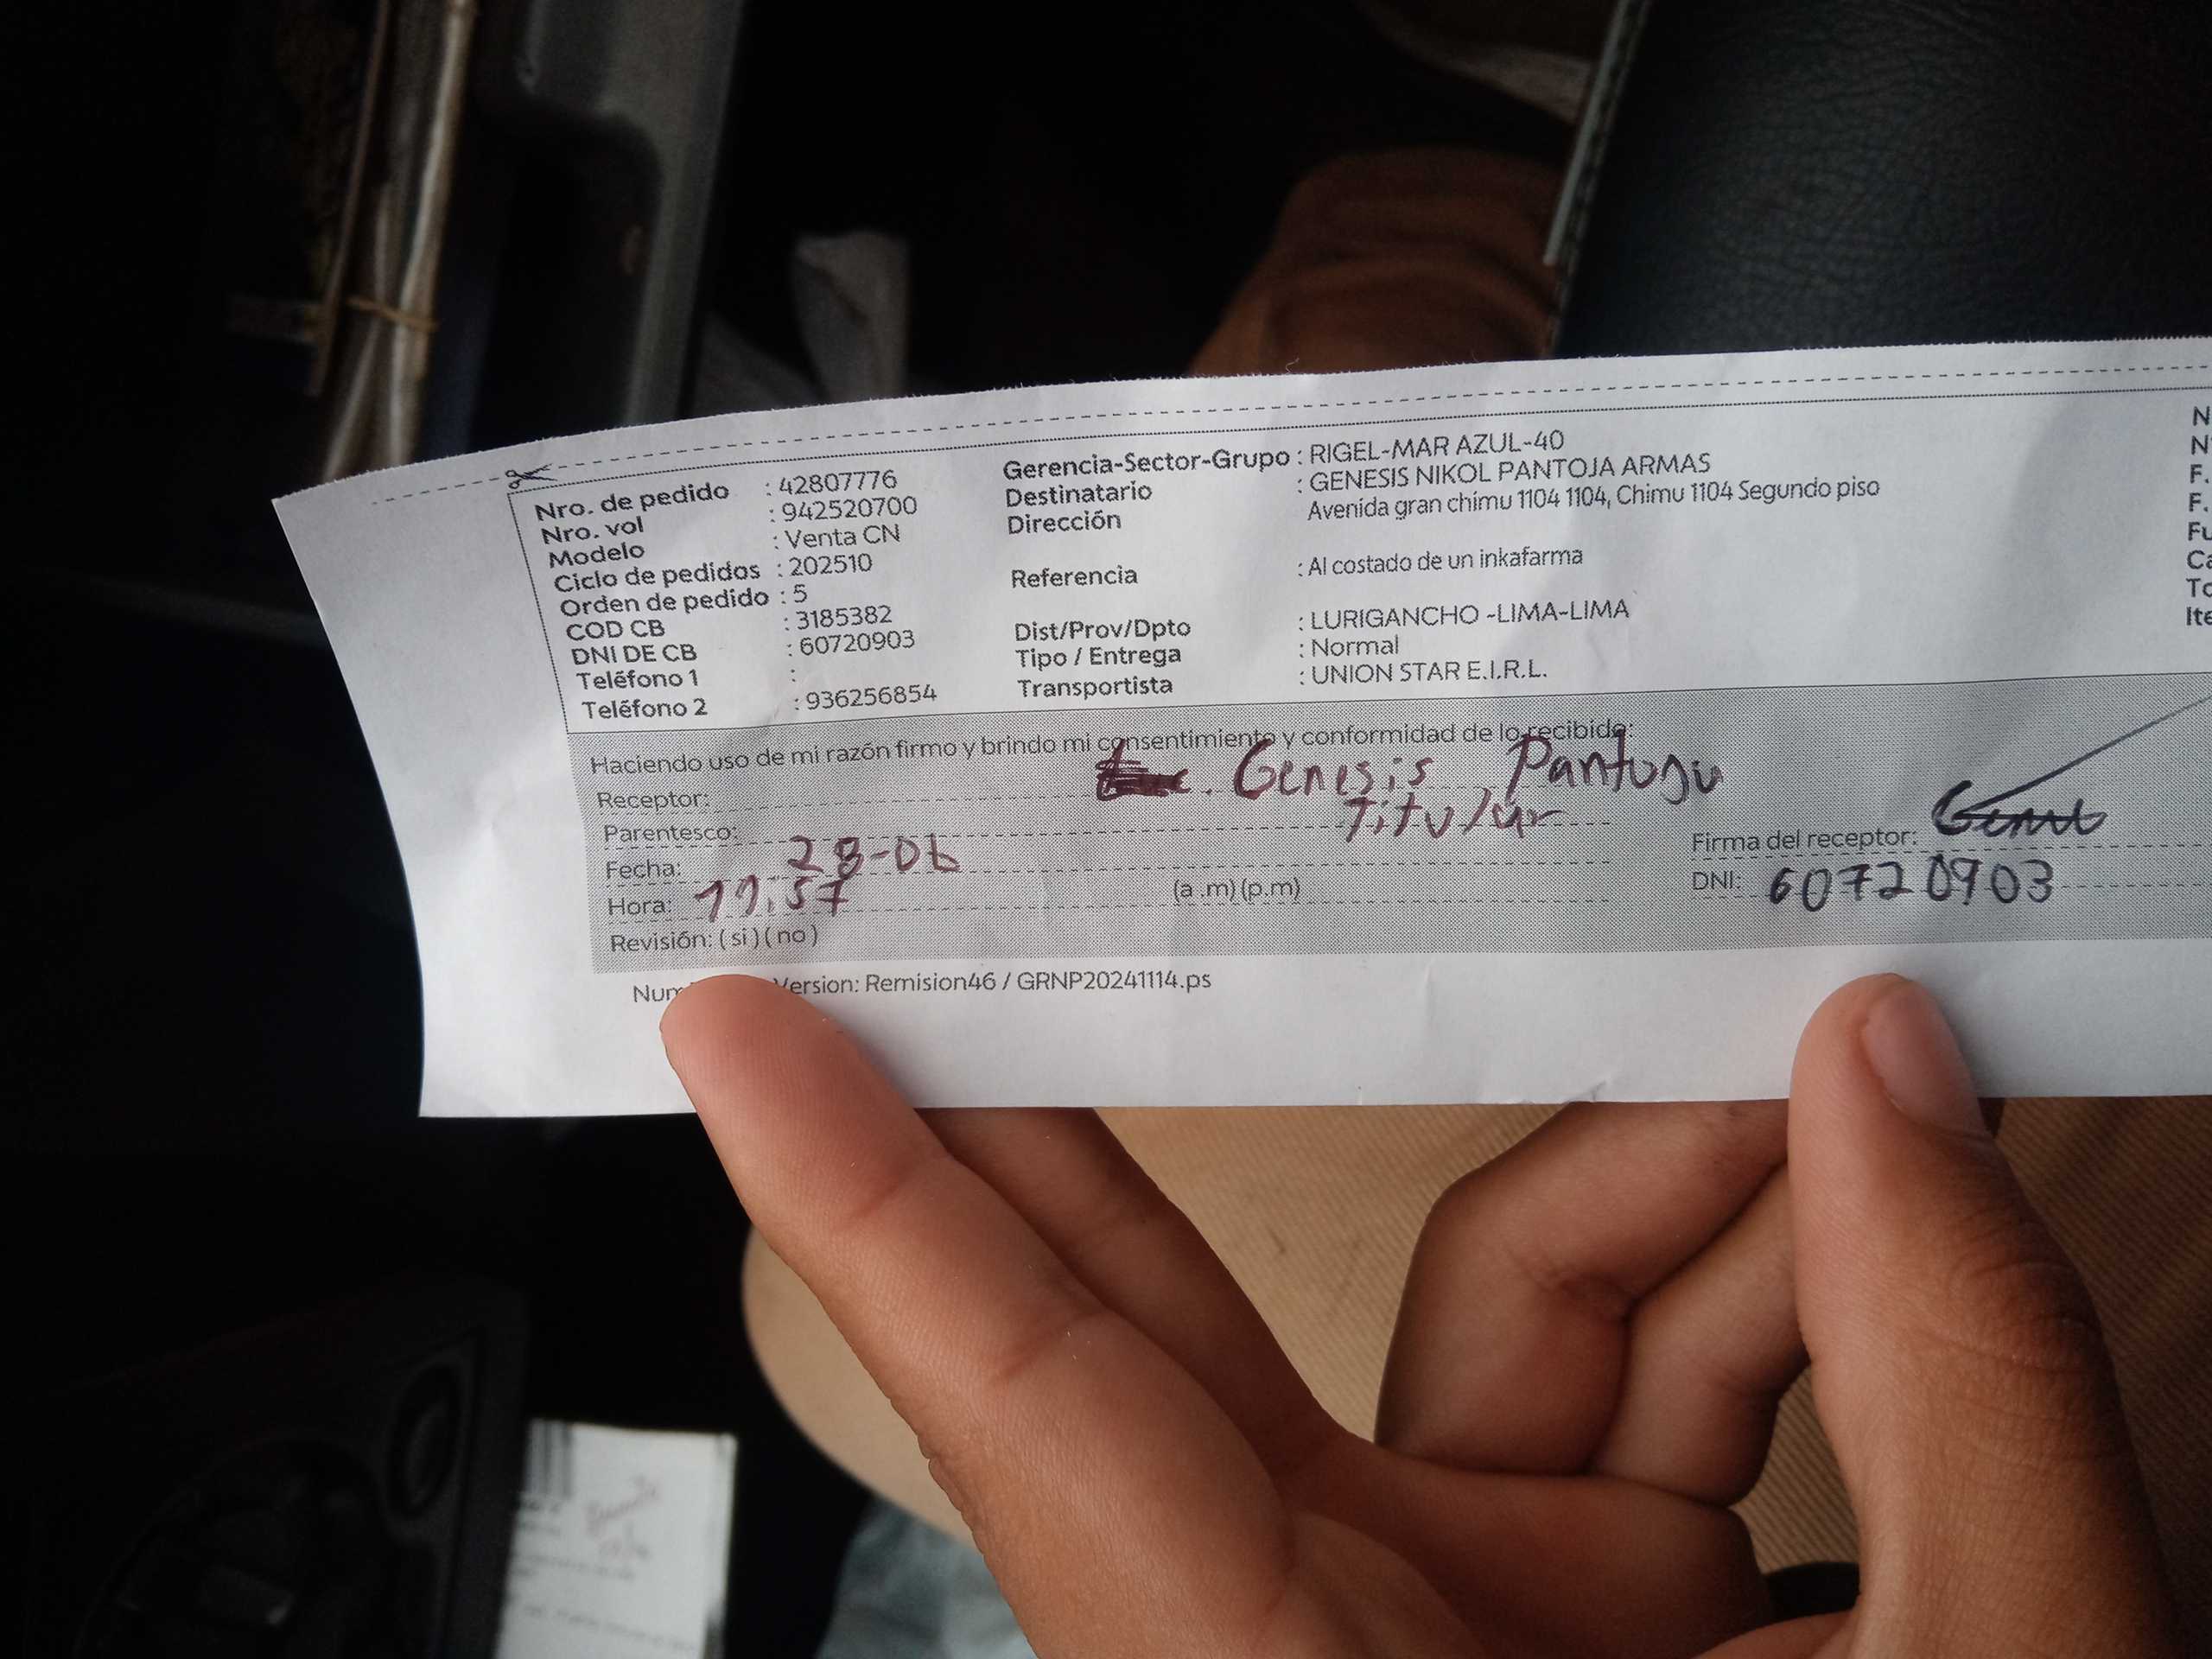 Nro. de pedido : 42807776
Nro. vol : 942520700
Modelo : Venta CN
Ciclo de pedidos : 202510
Orden de pedido : 5
COD CB : 3185382
DNI DE CB : 60720903
Teléfono 1 :
Teléfono 2 : 936256854
Gerencia-Sector-Grupo : RIGEL-MAR AZUL-40
Destinatario : GENESIS NIKOL PANTOJA ARMAS
Dirección Avenida gran chimu 1104 1104, Chimu 1104 Segundo piso
Referencia : Al costado de un inkafarma
Dist/Prov/Dpto : LURIGANCHO -LIMA-LIMA
Tipo / Entrega : Normal
Transportista : UNION STAR E.I.R.L.
N
N
F.
F.
Fu
Ca
To
Ite
Haciendo uso de mi razón firmo y brindo mi consentimiento y conformidad de lo recibido:
Receptor: Genesis Pantoja
Parentesco: Titular
Fecha: 28-06
Hora: 11:57 (a .m) (p.m)
Revisión: ( si ) ( no )
Firma del receptor:
DNI: 60720903
Version: Remision46 / GRNP20241114.ps